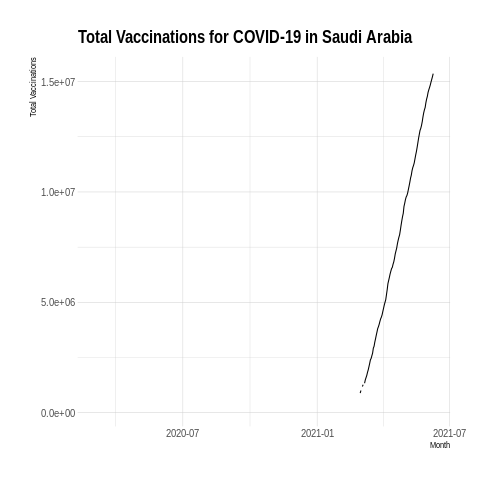 Total Vaccinations for COVID-19 in Saudi Arabia
Total Vaccinations
1.5e+07
1.0e+07
5.0e+06
0.0e+00
2020-07
2021-01
2021-07
Month